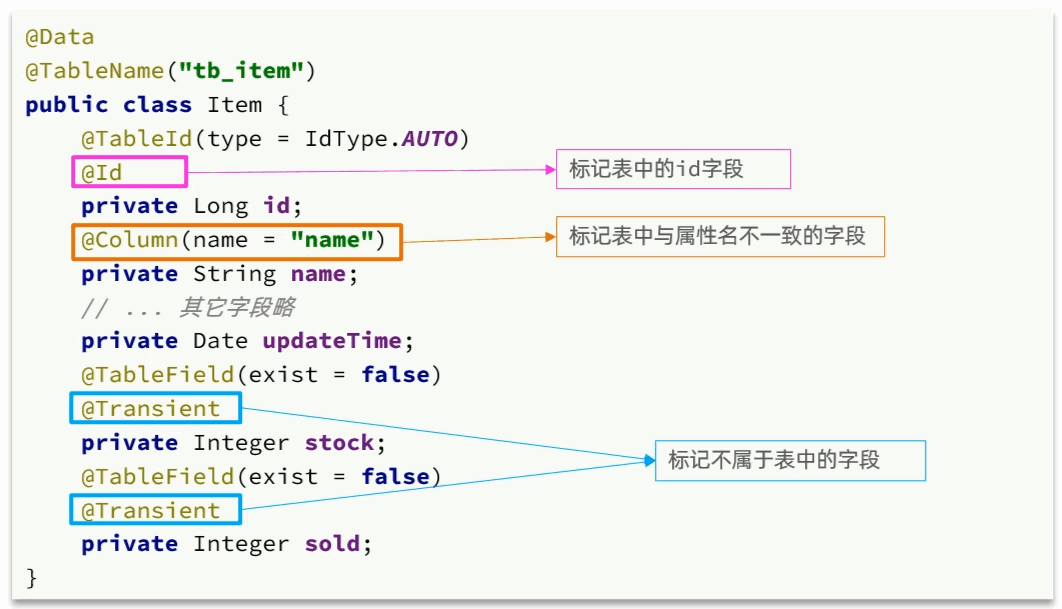 @Data
@TableName("tb_item")
public class Item {
@TableId(type = IdType.AUTO)
@Id
标记表中的id字段
private Long id;
@Column(name = "name")
标记表中与属性名不一致的字段
private String name;
// ... 其它字段略
private Date updateTime;
@TableField(exist = false)
@Transient
private Integer stock;
标记不属于表中的字段
@TableField(exist = false)
@Transient
private Integer sold;
}